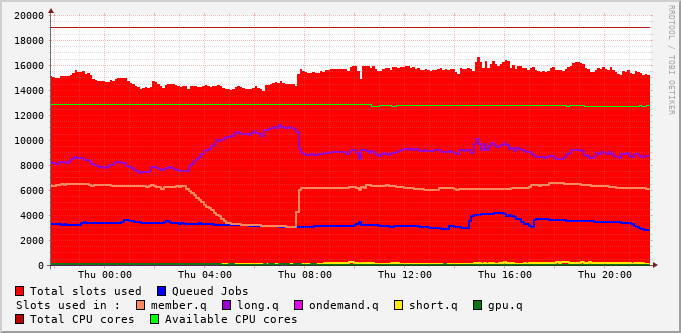 RRDTOOL / TOBI OETIKER
20000
18000
16000
14000
12000
10000
8000
6000
4000
2000
0
Thu 00:00 Thu 04:00 Thu 08:00 Thu 12:00 Thu 16:00 Thu 20:00
Total slots used Queued Jobs
Slots used in : member.q long.q ondemand.q short.q gpu.q
Total CPU cores Available CPU cores